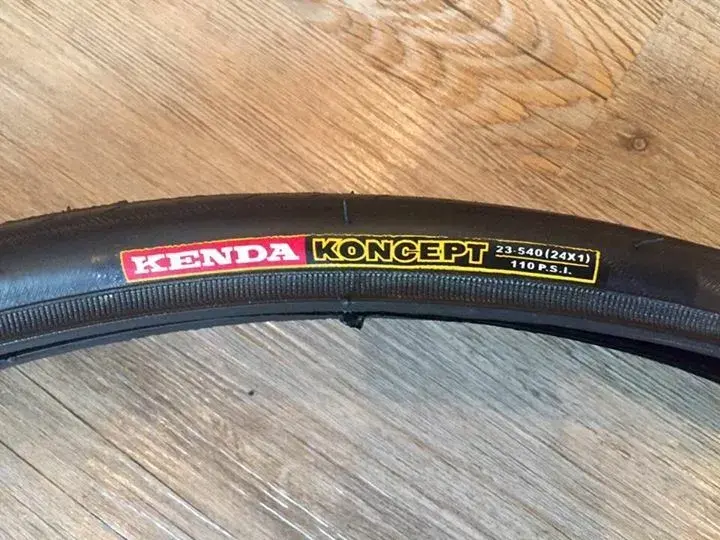 KENDA KONCEPT 23-540(24X1)
110 P.S.I.